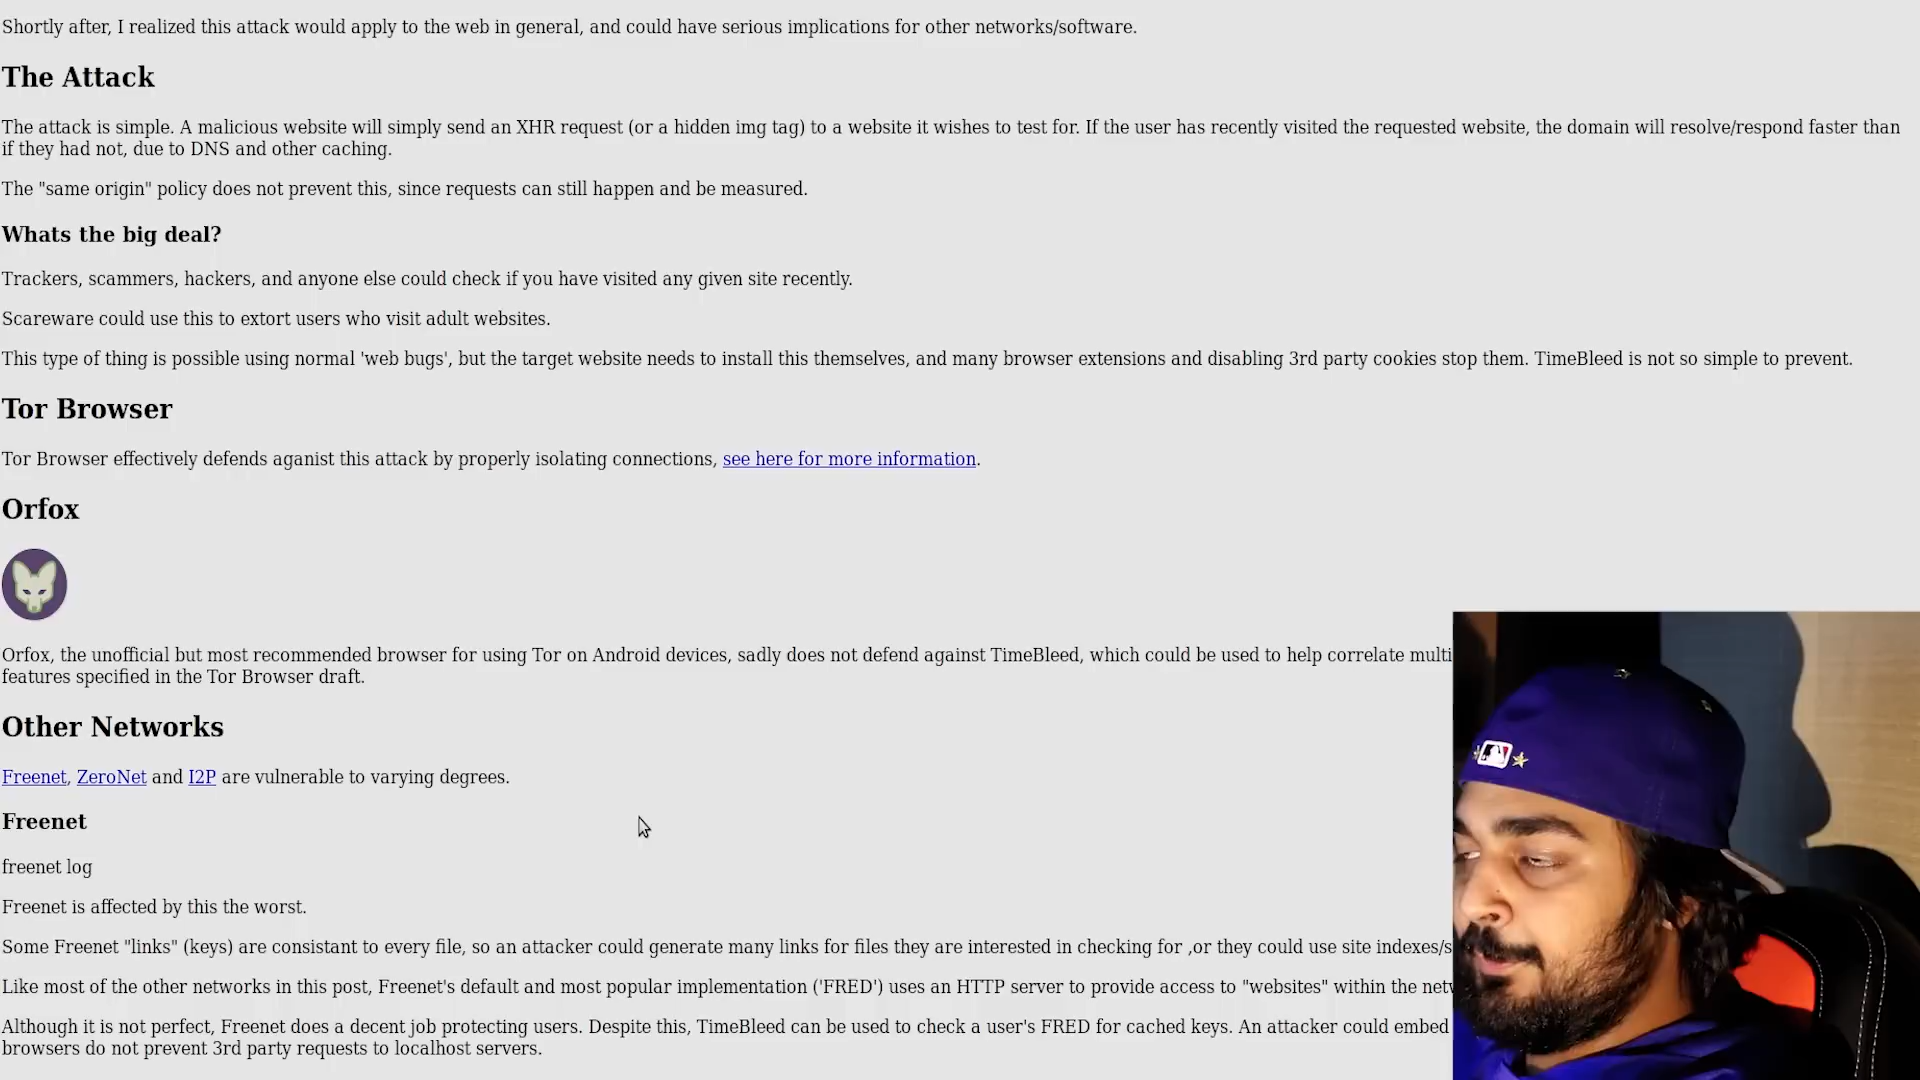 Shortly after, I realized this attack would apply to the web in general, and could have serious implications for other networks/software.
The Attack
The attack is simple. A malicious website will simply send an XHR request (or a hidden img tag) to a website it wishes to test for. If the user has recently visited the requested website, the domain will resolve/respond faster than
if they had not, due to DNS and other caching.
The "same origin" policy does not prevent this, since requests can still happen and be measured.
Whats the big deal?
Trackers, scammers, hackers, and anyone else could check if you have visited any given site recently.
Scareware could use this to extort users who visit adult websites.
This type of thing is possible using normal 'web bugs', but the target website needs to install this themselves, and many browser extensions and disabling 3rd party cookies stop them. TimeBleed is not so simple to prevent.
Tor Browser
Tor Browser effectively defends aganist this attack by properly isolating connections, see here for more information.
Orfox
Orfox, the unofficial but most recommended browser for using Tor on Android devices, sadly does not defend against TimeBleed, which could be used to help correlate multi
features specified in the Tor Browser draft.
Other Networks
Freenet, ZeroNet and I2P are vulnerable to varying degrees.
Freenet
freenet log
Freenet is affected by this the worst.
Some Freenet "links" (keys) are consistant to every file, so an attacker could generate many links for files they are interested in checking for ,or they could use site indexes/s
Like most of the other networks in this post, Freenet's default and most popular implementation ('FRED') uses an HTTP server to provide access to "websites" within the net
Although it is not perfect, Freenet does a decent job protecting users. Despite this, TimeBleed can be used to check a user's FRED for cached keys. An attacker could embed
browsers do not prevent 3rd party requests to localhost servers.